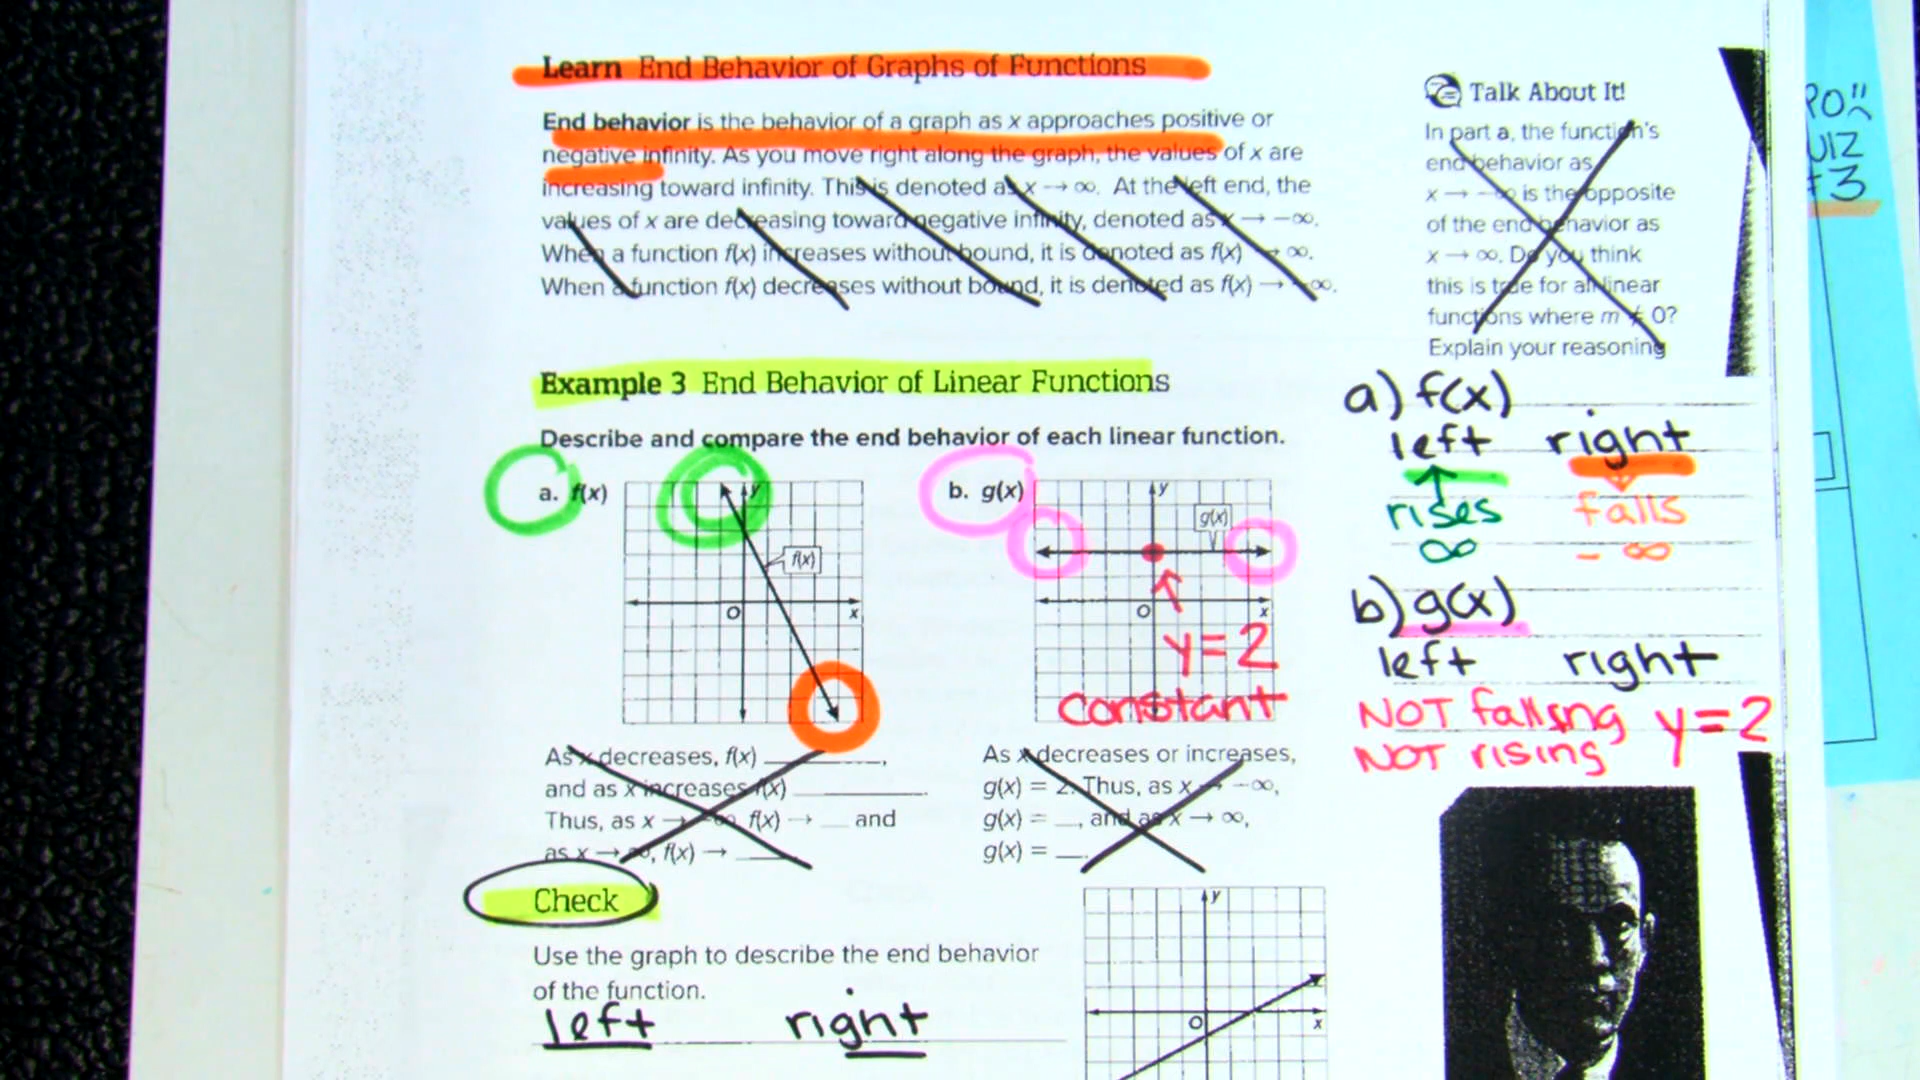 Learn End Behavior of Graphs of Functions
End behavior is the behavior of a graph as x approaches positive or
negative infinity. As you move right along the graph, the values of x are
increasing toward infinity. This is denoted as x → ∞. At the left end, the
values of x are decreasing toward negative infinity, denoted as x → −∞.
When a function f(x) increases without bound, it is denoted as f(x) → ∞.
When a function f(x) decreases without bound, it is denoted as f(x) → −∞.
Talk About It!
In part a, the function's
end behavior as
x → −∞ is the opposite
of the end behavior as
x → ∞. Do you think
this is true for all linear
functions where m ≠ 0?
Explain your reasoning
UIZ
3
Example 3 End Behavior of Linear Functions
Describe and compare the end behavior of each linear function.
a. f(x)
y
f(x)
O
x
b. g(x)
y
g(x)
O
x
y=2
constant
a) f(x)
left right
rises falls
∞ - ∞
b) g(x)
left right
NOT falling y=2
NOT rising
As x decreases, f(x) ____,
and as x increases f(x) ____.
Thus, as x → −∞, f(x) → __ and
as x → ∞, f(x) → ___
As x decreases or increases,
g(x) = 2. Thus, as x → −∞,
g(x) = __, and as x → ∞,
g(x) = __.
Check
Use the graph to describe the end behavior
of the function.
left right
y
O
x